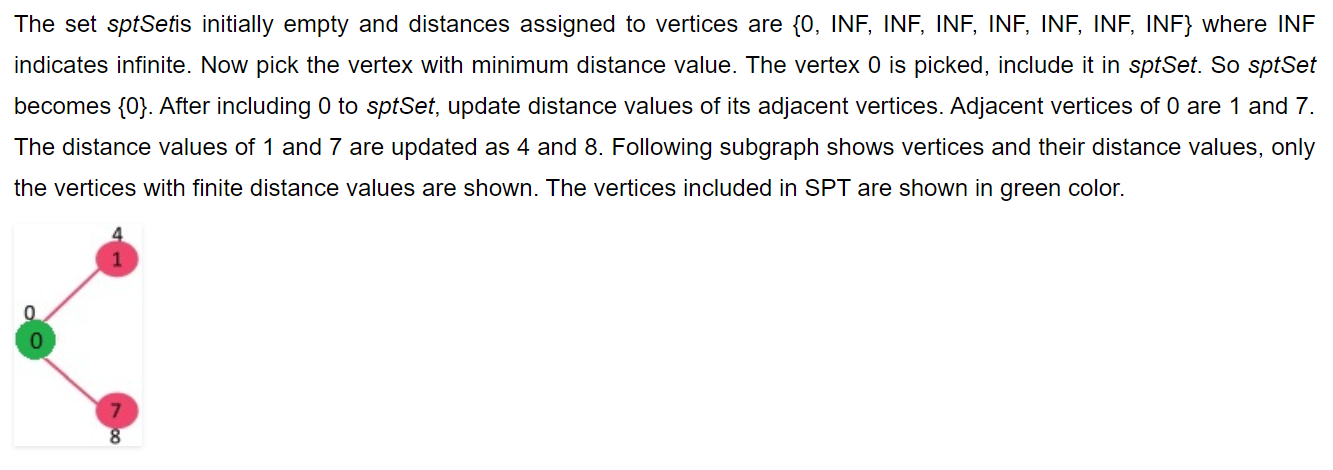 The set sptSetis initially empty and distances assigned to vertices are {0, INF, INF, INF, INF, INF, INF, INF} where INF
indicates infinite. Now pick the vertex with minimum distance value. The vertex 0 is picked, include it in sptSet. So sptSet
becomes {0}. After including 0 to sptSet, update distance values of its adjacent vertices. Adjacent vertices of 0 are 1 and 7.
The distance values of 1 and 7 are updated as 4 and 8. Following subgraph shows vertices and their distance values, only
the vertices with finite distance values are shown. The vertices included in SPT are shown in green color.
4
1
0
0
7
8